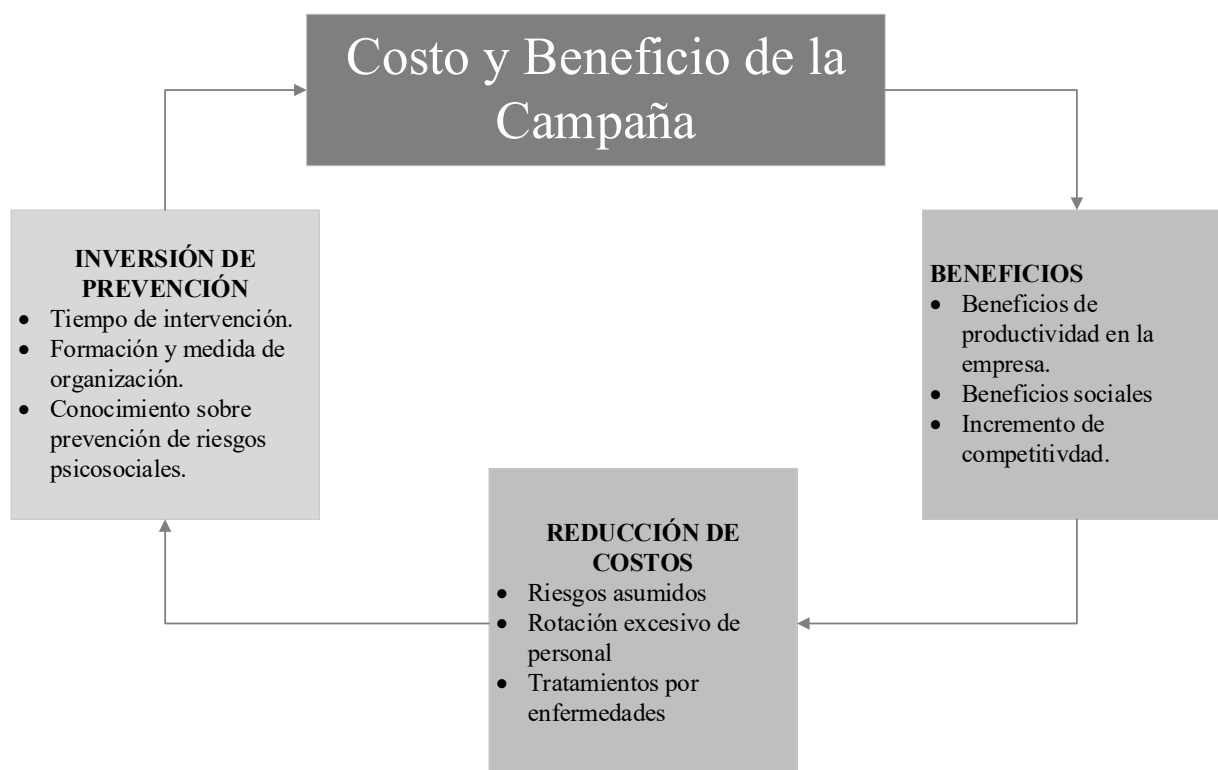 Costo y Beneficio de la
Campaña
INVERSIÓN DE
PREVENCIÓN
• Tiempo de intervención.
• Formación y medida de
organización.
• Conocimiento sobre
prevención de riesgos
psicosociales.
BENEFICIOS
• Beneficios de
productividad en la
empresa.
• Beneficios sociales
• Incremento de
competitivdad.
REDUCCIÓN DE
COSTOS
• Riesgos asumidos
• Rotación excesivo de
personal
• Tratamientos por
enfermedades